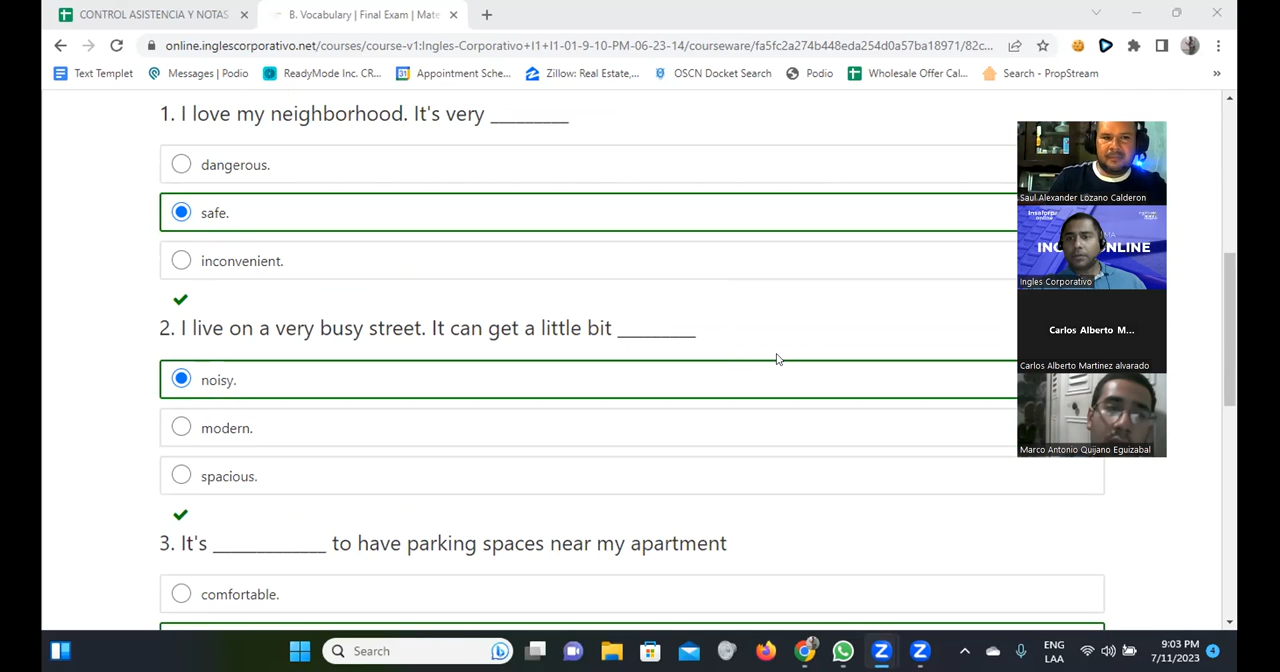 CONTROL ASISTENCIA Y NOTAS
B. Vocabulary | Final Exam | Mate
online.inglescorporativo.net/courses/course-v1:Ingles-Corporativo+I1+I1-01-9-10-PM-06-23-14/courseware/fa5fc2a274b448eda254d0a57ba18971/82c...
Text Templet
Messages | Podio
ReadyMode Inc. CR...
Appointment Sche...
Zillow: Real Estate,...
OSCN Docket Search
Podio
Wholesale Offer Cal...
Search - PropStream
1. I love my neighborhood. It's very _________
dangerous.
safe.
inconvenient.
2. I live on a very busy street. It can get a little bit _________
noisy.
modern.
spacious.
3. It's _____________ to have parking spaces near my apartment
comfortable.
Saul Alexander Lozano Calderon
Ingles Corporativo
Carlos Alberto M...
Carlos Alberto Martinez alvarado
Marco Antonio Quijano Eguizabal
Search
ENG
LAA
9:03 PM
7/11/2023
4